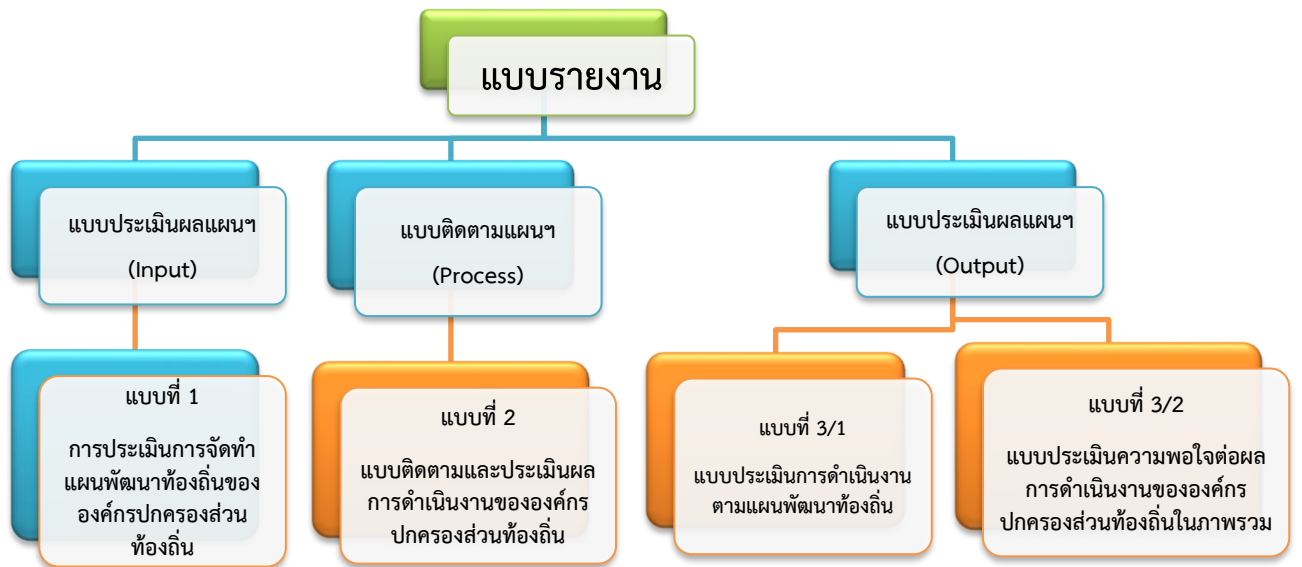 แบบรายงาน
แบบประเมินผลแผนฯ
(Input)
แบบติดตามแผนฯ
(Process)
แบบประเมินผลแผนฯ
(Output)
แบบที่ 1
การประเมินการจัดทำ
แผนพัฒนาท้องถิ่นของ
องค์กรปกครองส่วน
ท้องถิ่น
แบบที่ 2
แบบติดตามและประเมินผล
การดำเนินงานขององค์กร
ปกครองส่วนท้องถิ่น
แบบที่ 3/1
แบบประเมินการดำเนินงาน
ตามแผนพัฒนาท้องถิ่น
แบบที่ 3/2
แบบประเมินความพอใจต่อผล
การดำเนินงานขององค์กร
ปกครองส่วนท้องถิ่นในภาพรวม